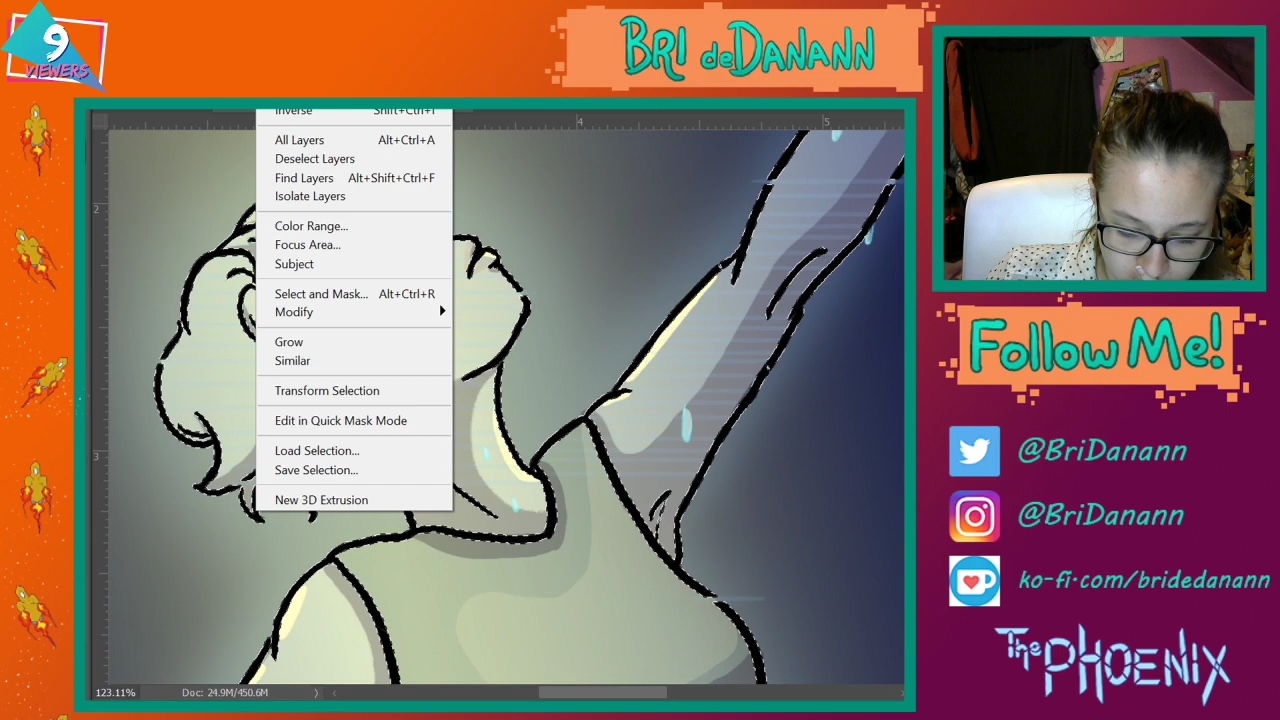 9
VIEWERS
BRI deDANANN
Inverse Shift+Ctrl+I
All Layers Alt+Ctrl+A
Deselect Layers
Find Layers Alt+Shift+Ctrl+F
Isolate Layers
Color Range...
Focus Area...
Subject
Select and Mask... Alt+Ctrl+R
Modify
Grow
Similar
Transform Selection
Edit in Quick Mask Mode
Load Selection...
Save Selection...
New 3D Extrusion
4
5
2
3
123.11% Doc: 24.9M/450.6M
Follow Me!
@BriDanann
@BriDanann
ko-fi.com/bridedanann
The PHOENIX